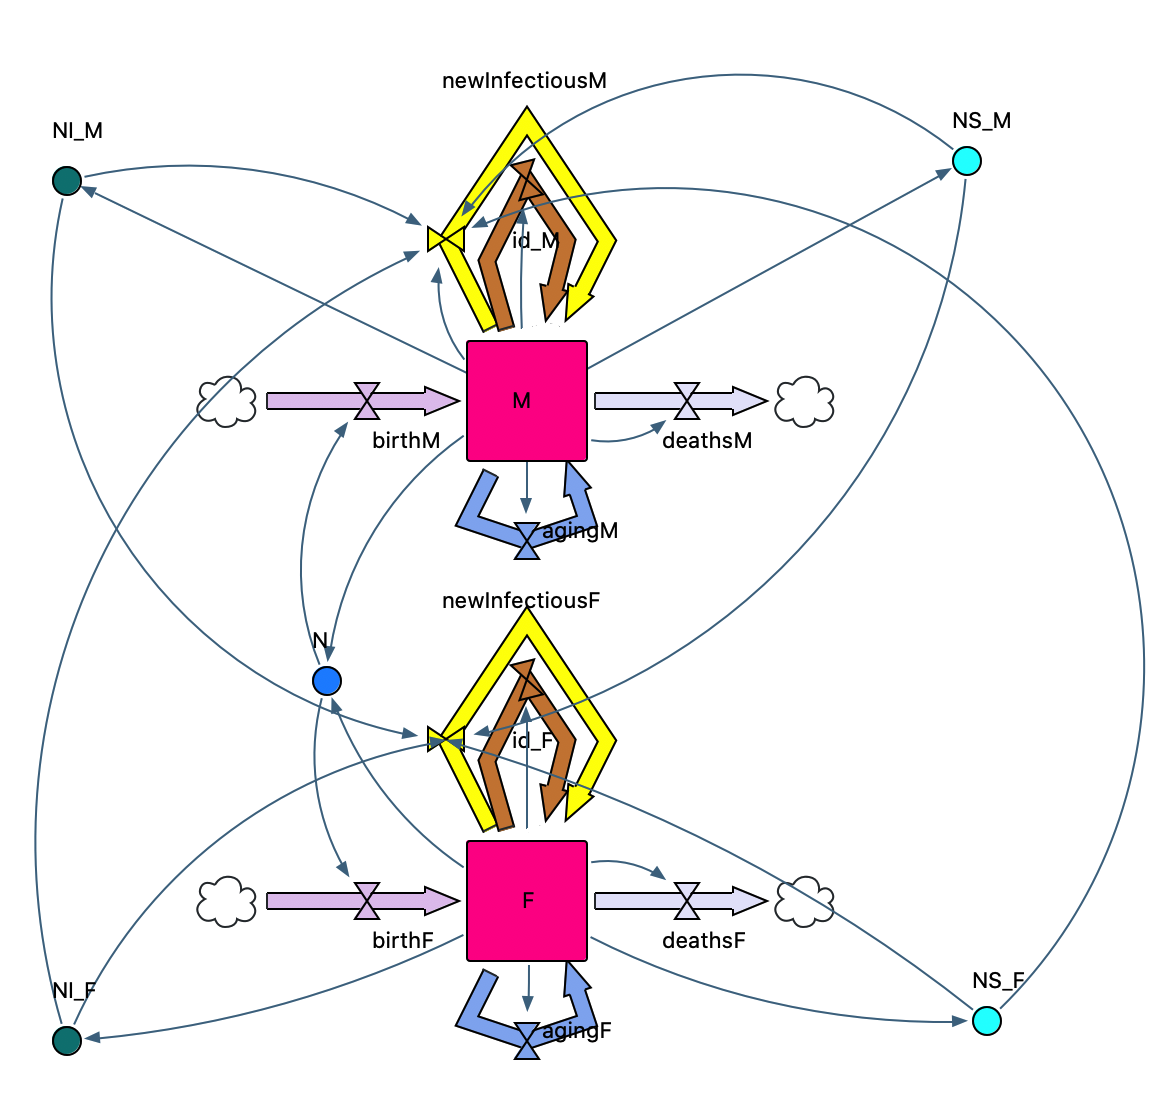 newInfectiousM
NI_M
NS_M
id_M
M
birthM
deathsM
agingM
newInfectiousF
N
id_F
F
birthF
deathsF
NI_F
NS_F
agingF